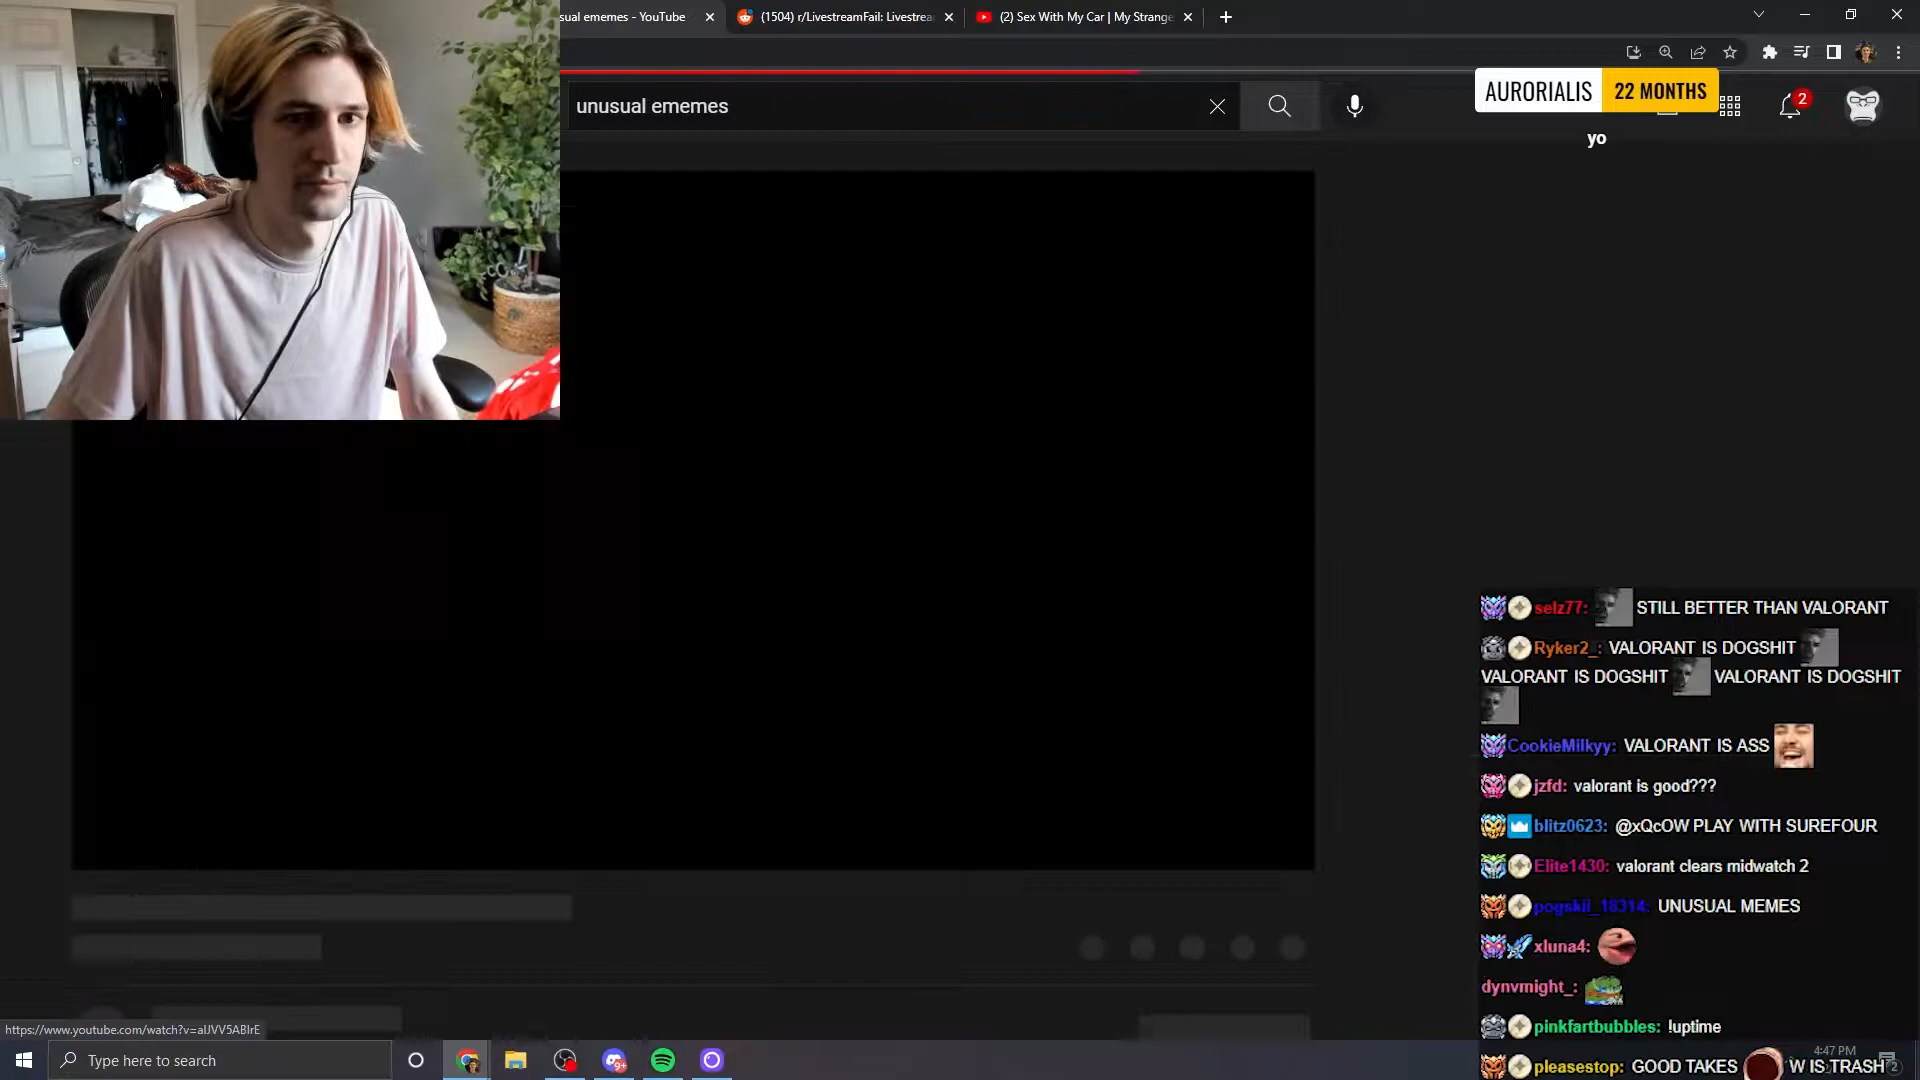 sual ememes - YouTube
(1504) r/LivestreamFail: Livestrea
(2) Sex With My Car | My Strange
unusual ememes
AURORIALIS 22 MONTHS
2
yo
selz77: STILL BETTER THAN VALORANT
Ryker2_: VALORANT IS DOGSHIT
VALORANT IS DOGSHIT VALORANT IS DOGSHIT
CookieMilkyy: VALORANT IS ASS
jzfd: valorant is good???
blitz0623: @xQcOW PLAY WITH SUREFOUR
Elite1430: valorant clears midwatch 2
pogskii_18314: UNUSUAL MEMES
xluna4:
dynvmight_:
pinkfartbubbles: !uptime
pleasestop: GOOD TAKES W IS TRASH
https://www.youtube.com/watch?v=alJVV5ABIrE
Type here to search
9+
4:47 PM
2